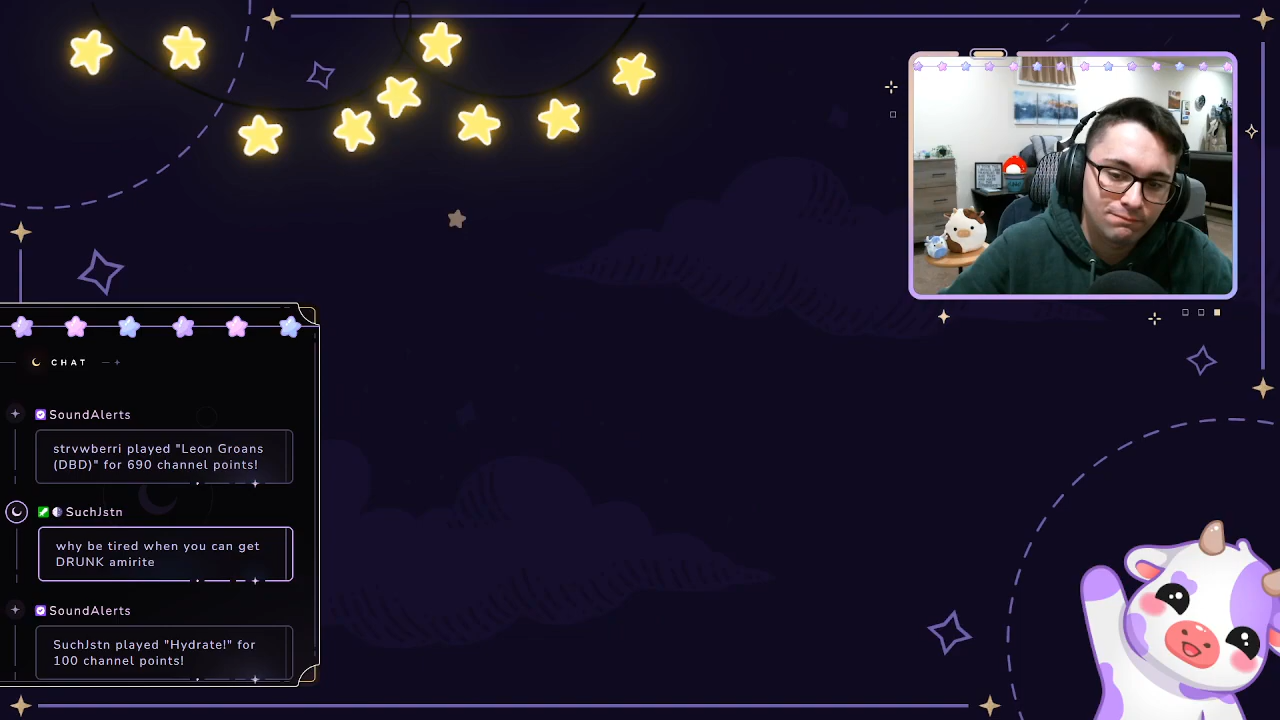 CHAT
SoundAlerts
strvwberri played "Leon Groans
(DBD)" for 690 channel points!
SuchJstn
why be tired when you can get
DRUNK amirite
SoundAlerts
SuchJstn played "Hydrate!" for
100 channel points!